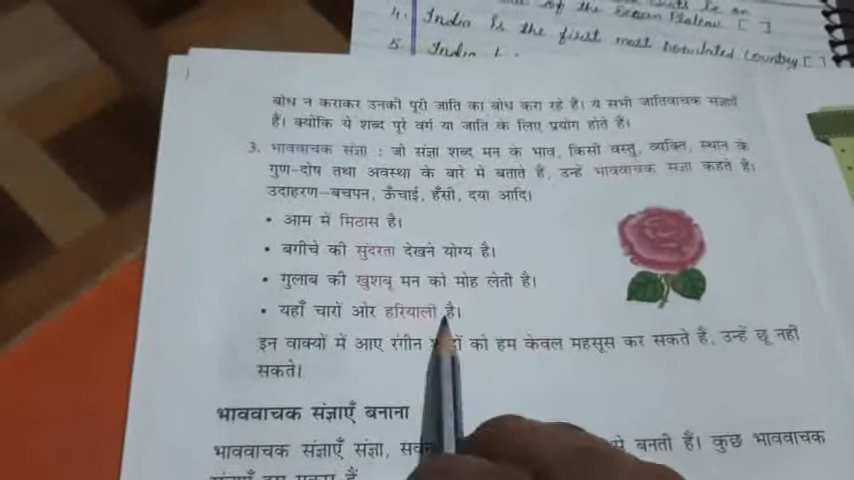 4. India is the first most populated country [ ]
5. India
बोध न कराकर उनकी पूरी जाति का बोध करा रहे हैं। ये सभी जातिवाचक संज्ञाएँ
हैं। क्योंकि ये शब्द पूरे वर्ग या जाति के लिए प्रयोग होते हैं।
3. भाववाचक संज्ञा : जो संज्ञा शब्द मन के भाव, किसी वस्तु, व्यक्ति, स्थान के
गुण-दोष तथा अवस्था के बारे में बताते हैं, उन्हें भाववाचक संज्ञा कहते हैं।
उदाहरण-बचपन, ऊँचाई, हँसी, दया आदि।
• आम में मिठास है।
• बगीचे की सुंदरता देखने योग्य है।
• गुलाब की खुशबू मन को मोह लेती है।
• यहाँ चारों ओर हरियाली है।
इन वाक्यों में आए रंगीन को हम केवल महसूस कर सकते हैं, उन्हें छू नहीं
सकते।
भाववाचक संज्ञाएँ बनाना
भाववाचक संज्ञाएँ संज्ञा, से बनती हैं। कुछ भाववाचक